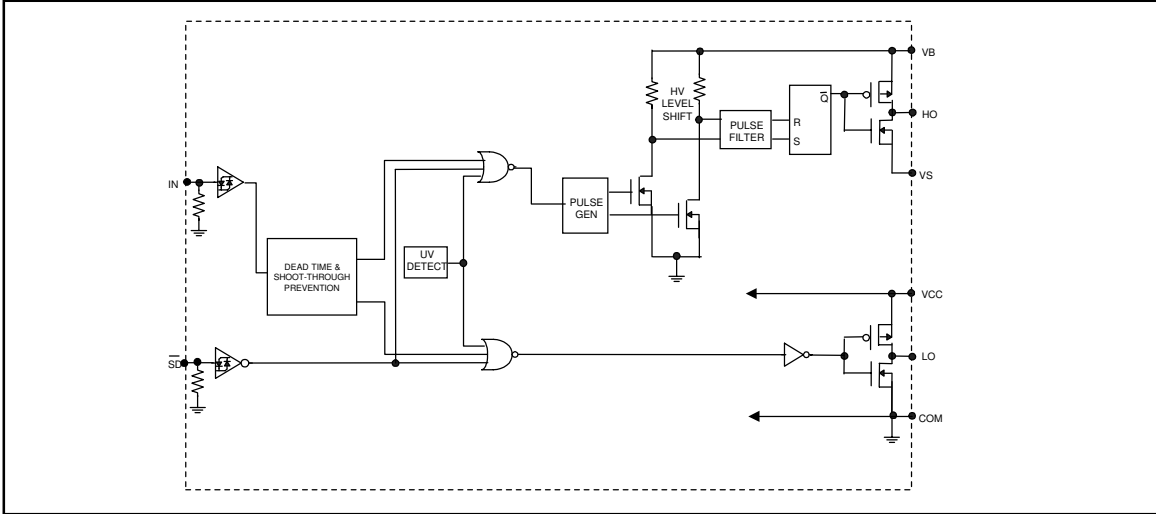 VB
HV
LEVEL
SHIFT
Q
HO
PULSE
FILTER
R
S
VS
IN
PULSE
GEN
UV
DETECT
DEAD TIME &
SHOOT-THROUGH
PREVENTION
VCC
SD
LO
COM